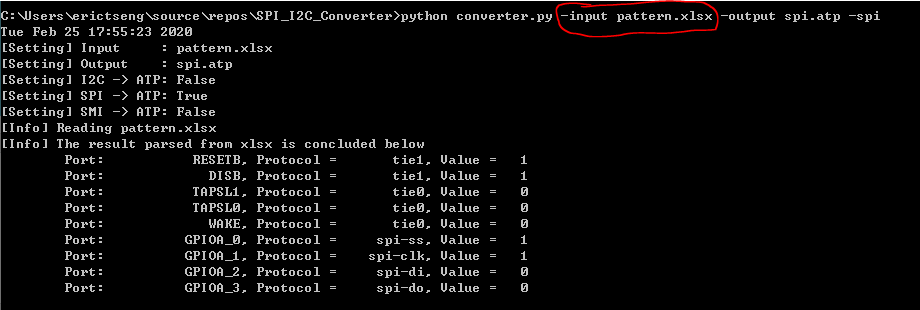 C:\Users\erictseng\source\repos\SPI_I2C_Converter>python converter.py -input pattern.xlsx -output spi.atp -spi
Tue Feb 25 17:55:23 2020
[Setting] Input     : pattern.xlsx
[Setting] Output    : spi.atp
[Setting] I2C -> ATP: False
[Setting] SPI -> ATP: True
[Setting] SMI -> ATP: False
[Info] Reading pattern.xlsx
[Info] The result parsed from xlsx is concluded below
Port: RESETB, Protocol = tie1, Value = 1
Port: DISB, Protocol = tie1, Value = 1
Port: TAPSL1, Protocol = tie0, Value = 0
Port: TAPSL0, Protocol = tie0, Value = 0
Port: WAKE, Protocol = tie0, Value = 0
Port: GPIOA_0, Protocol = spi-ss, Value = 1
Port: GPIOA_1, Protocol = spi-clk, Value = 1
Port: GPIOA_2, Protocol = spi-di, Value = 0
Port: GPIOA_3, Protocol = spi-do, Value = 0